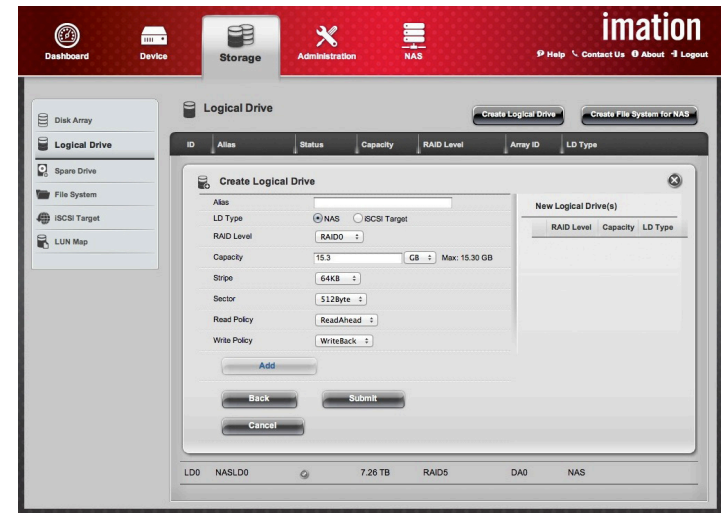 imation
Dashboard Device Storage Administration NAS
Help Contact Us About Logout
Disk Array
Logical Drive
Spare Drive
File System
iSCSI Target
LUN Map
Logical Drive
Create Logical Drive Create File System for NAS
ID Alias Status Capacity RAID Level Array ID LD Type
Create Logical Drive
Alias
LD Type NAS iSCSI Target
RAID Level RAID0
Capacity 15.3 GB Max: 15.30 GB
Stripe 64KB
Sector 512Byte
Read Policy ReadAhead
Write Policy WriteBack
Add
Back Submit
Cancel
New Logical Drive(s)
RAID Level Capacity LD Type
LD0 NASLD0 7.26 TB RAID5 DA0 NAS